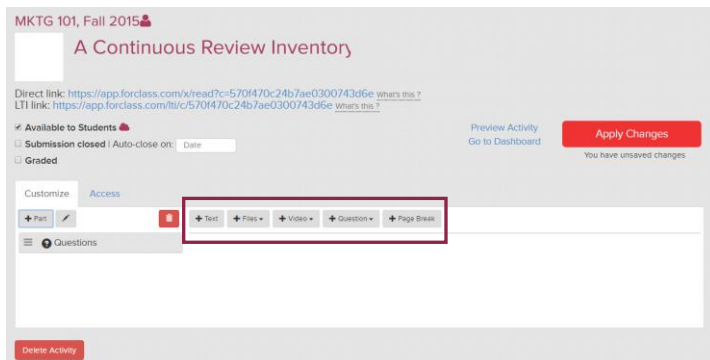 MKTG 101, Fall 2015
A Continuous Review Inventory
Direct link: https://app.forclass.com/x/read?c=570f470c24b7ae0300743d6e What's this ?
LTI link: https://app.forclass.com/lti/c/570f470c24b7ae0300743d6e What's this ?
Available to Students
Preview Activity
Apply Changes
Submission closed | Auto-close on: Date
Go to Dashboard
You have unsaved changes
Graded
Customize Access
+ Part + Text + Files + Video + Question + Page Break
Questions
Delete Activity